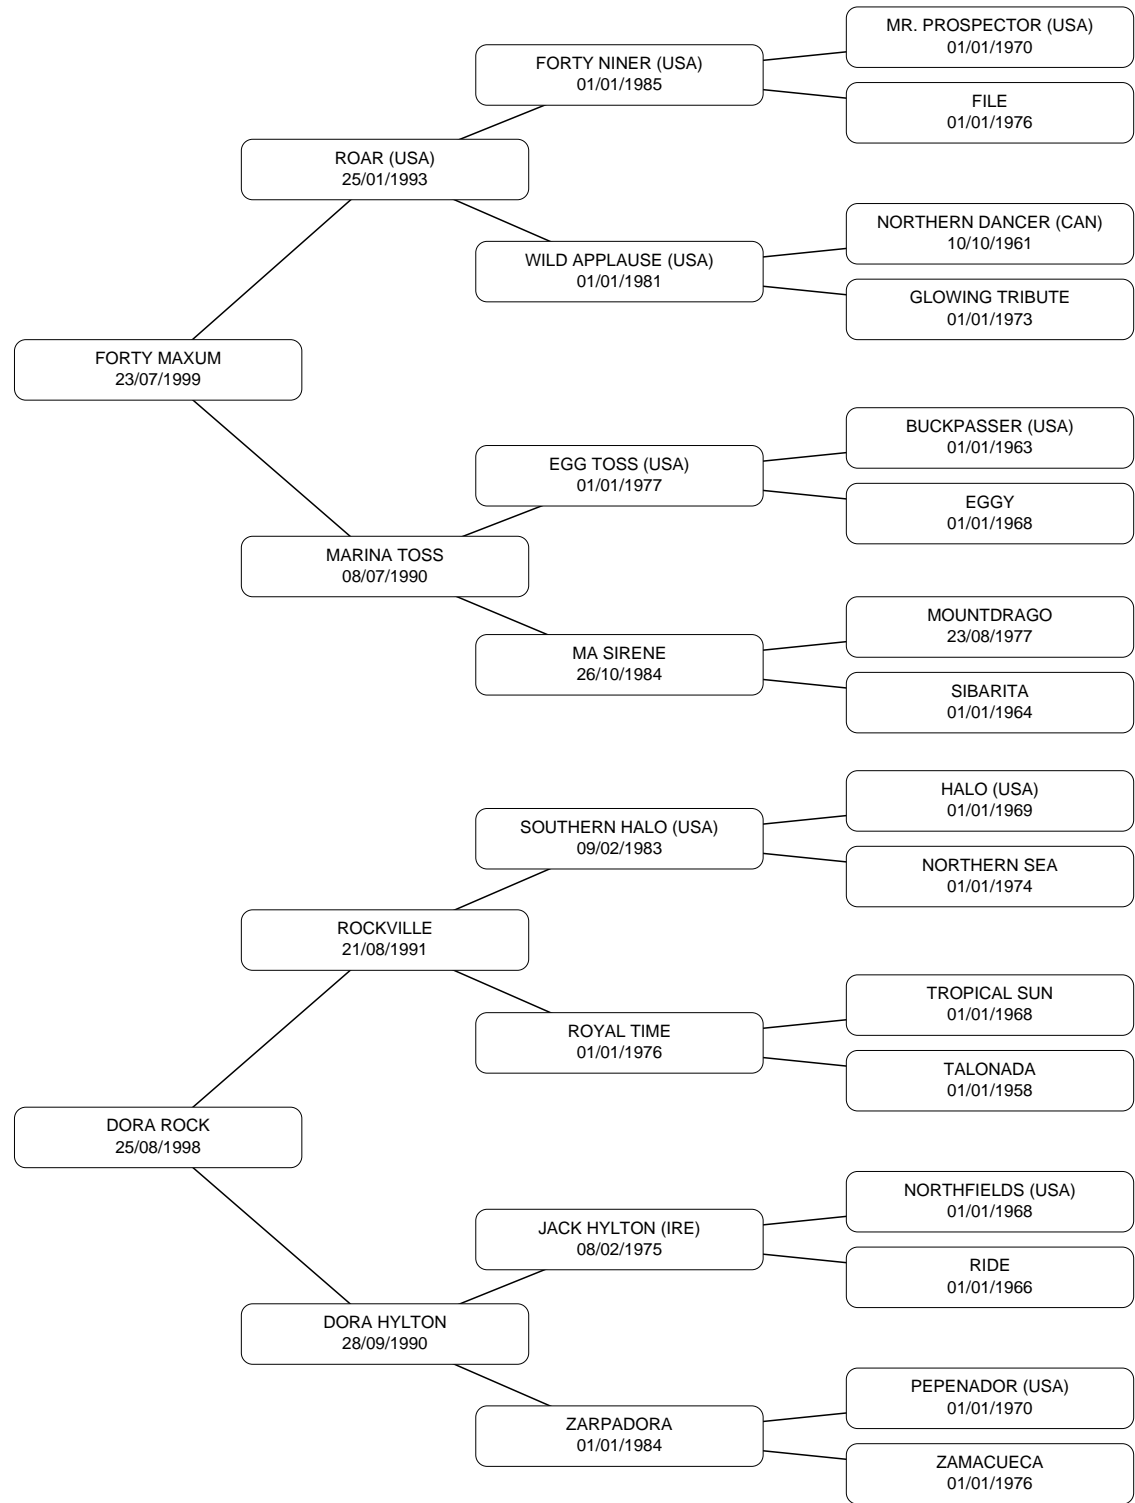 MR. PROSPECTOR (USA)
01/01/1970
FORTY NINER (USA)
01/01/1985
FILE
01/01/1976
ROAR (USA)
25/01/1993
NORTHERN DANCER (CAN)
10/10/1961
WILD APPLAUSE (USA)
01/01/1981
GLOWING TRIBUTE
01/01/1973
FORTY MAXUM
23/07/1999
BUCKPASSER (USA)
01/01/1963
EGG TOSS (USA)
01/01/1977
EGGY
01/01/1968
MARINA TOSS
08/07/1990
MOUNTDRAGO
23/08/1977
MA SIRENE
26/10/1984
SIBARITA
01/01/1964
HALO (USA)
01/01/1969
SOUTHERN HALO (USA)
09/02/1983
NORTHERN SEA
01/01/1974
ROCKVILLE
21/08/1991
TROPICAL SUN
01/01/1968
ROYAL TIME
01/01/1976
TALONADA
01/01/1958
DORA ROCK
25/08/1998
NORTHFIELDS (USA)
01/01/1968
JACK HYLTON (IRE)
08/02/1975
RIDE
01/01/1966
DORA HYLTON
28/09/1990
PEPENADOR (USA)
01/01/1970
ZARPADORA
01/01/1984
ZAMACUECA
01/01/1976